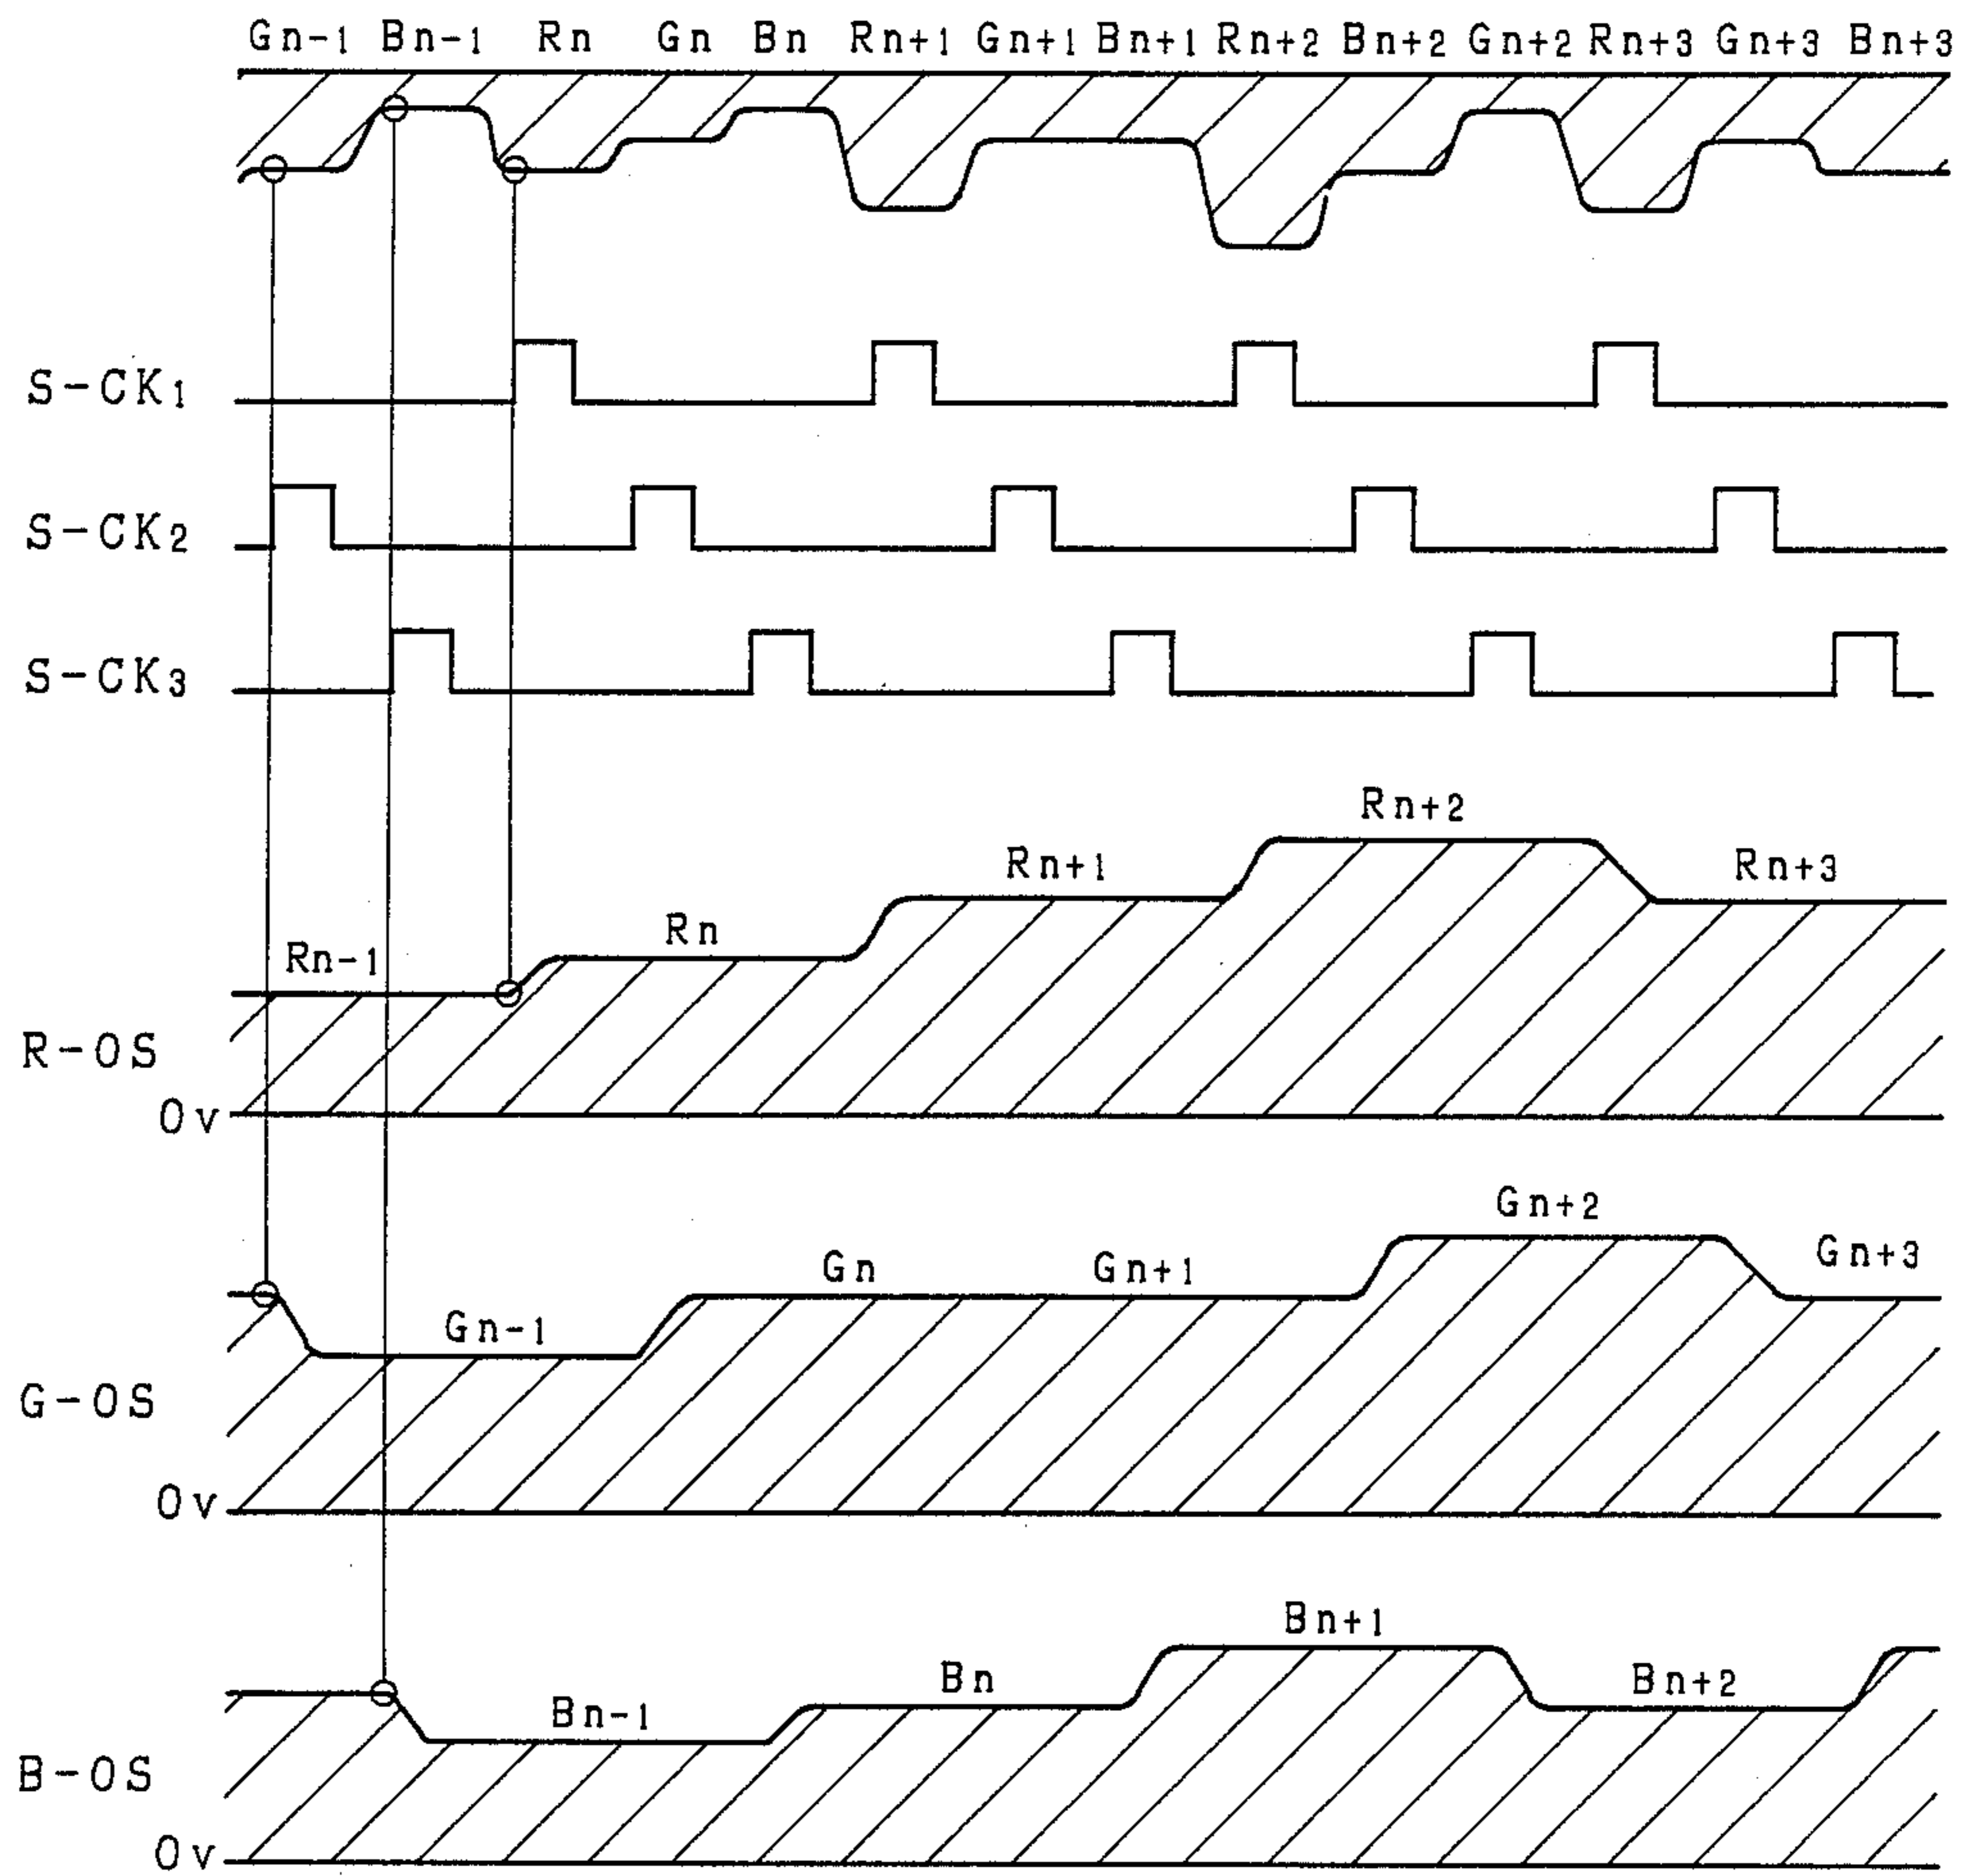 Gn-1 Bn-1 Rn Gn Bn Rn+1 Gn+1 Bn+1 Rn+2 Bn+2 Gn+2 Rn+3 Gn+3 Bn+3
S-CK1
S-CK2
S-CK3
Rn-1 Rn Rn+1 Rn+2 Rn+3
R-OS
0v
Gn-1 Gn Gn+1 Gn+2 Gn+3
G-OS
0v
Bn-1 Bn Bn+1 Bn+2
B-OS
0v